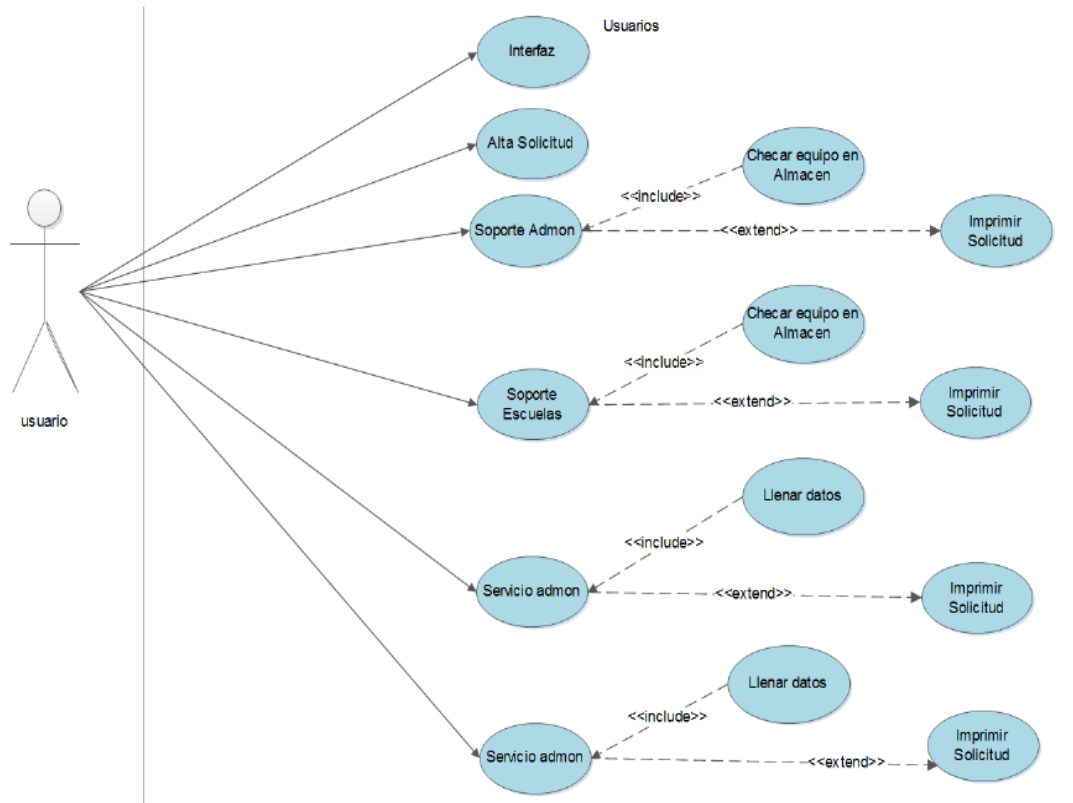 Usuarios
Interfaz
Alta Solicitud
Checar equipo en
Almacen
<<include>>
Soporte Admon
<<extend>>
Imprimir
Solicitud
Checar equipo en
Almacen
<<include>>
Soporte
Escuelas
<<extend>>
Imprimir
Solicitud
usuario
Llenar datos
<<include>>
Servicio admon
<<extend>>
Imprimir
Solicitud
Llenar datos
<<include>>
Servicio admon
<<extend>>
Imprimir
Solicitud